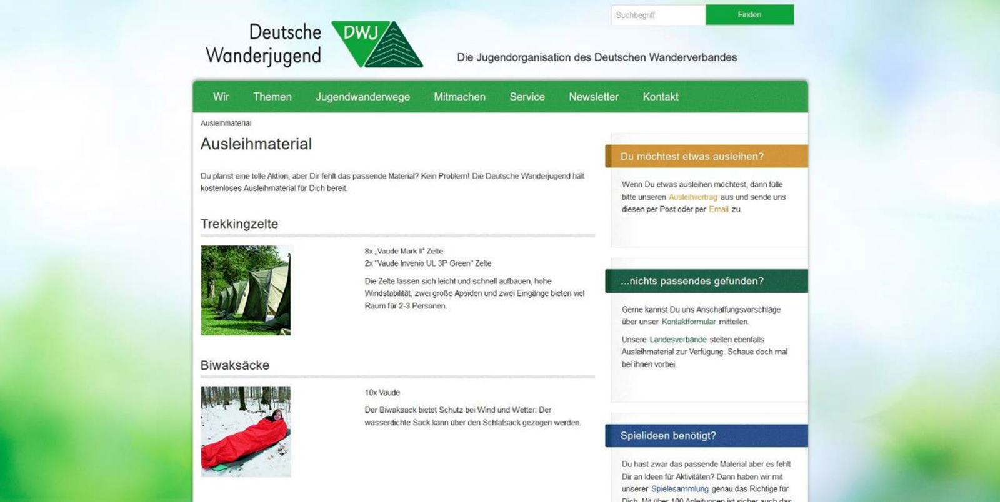 Suchbegriff
Finden
Deutsche
Wanderjugend
DWJ
Die Jugendorganisation des Deutschen Wanderverbandes
Wir Themen Jugendwanderwege Mitmachen Service Newsletter Kontakt
Ausleihmaterial
Ausleihmaterial
Du planst eine tolle Aktion, aber Dir fehlt das passende Material? Kein Problem! Die Deutsche Wanderjugend hält
kostenloses Ausleihmaterial für Dich bereit.
Trekkingzelte
8x „Vaude Mark II“ Zelte
2x "Vaude Invenio UL 3P Green" Zelte
Die Zelte lassen sich leicht und schnell aufbauen, hohe
Windstabilität, zwei große Apsiden und zwei Eingänge bieten viel
Raum für 2-3 Personen.
Biwaksäcke
10x Vaude
Der Biwaksack bietet Schutz bei Wind und Wetter. Der
wasserdichte Sack kann über den Schlafsack gezogen werden.
Du möchtest etwas ausleihen?
Wenn Du etwas ausleihen möchtest, dann fülle
bitte unseren Ausleihvertrag aus und sende uns
diesen per Post oder per Email zu.
...nichts passendes gefunden?
Gerne kannst Du uns Anschaffungsvorschläge
über unser Kontaktformular mitteilen.
Unsere Landesverbände stellen ebenfalls
Ausleihmaterial zur Verfügung. Schaue doch mal
bei ihnen vorbei.
Spielideen benötigt?
Du hast zwar das passende Material aber es fehlt
Dir an Ideen für Aktivitäten? Dann haben wir mit
unserer Spielesammlung genau das Richtige für
Dich. Mit über 100 Anleitungen ist sicher auch das